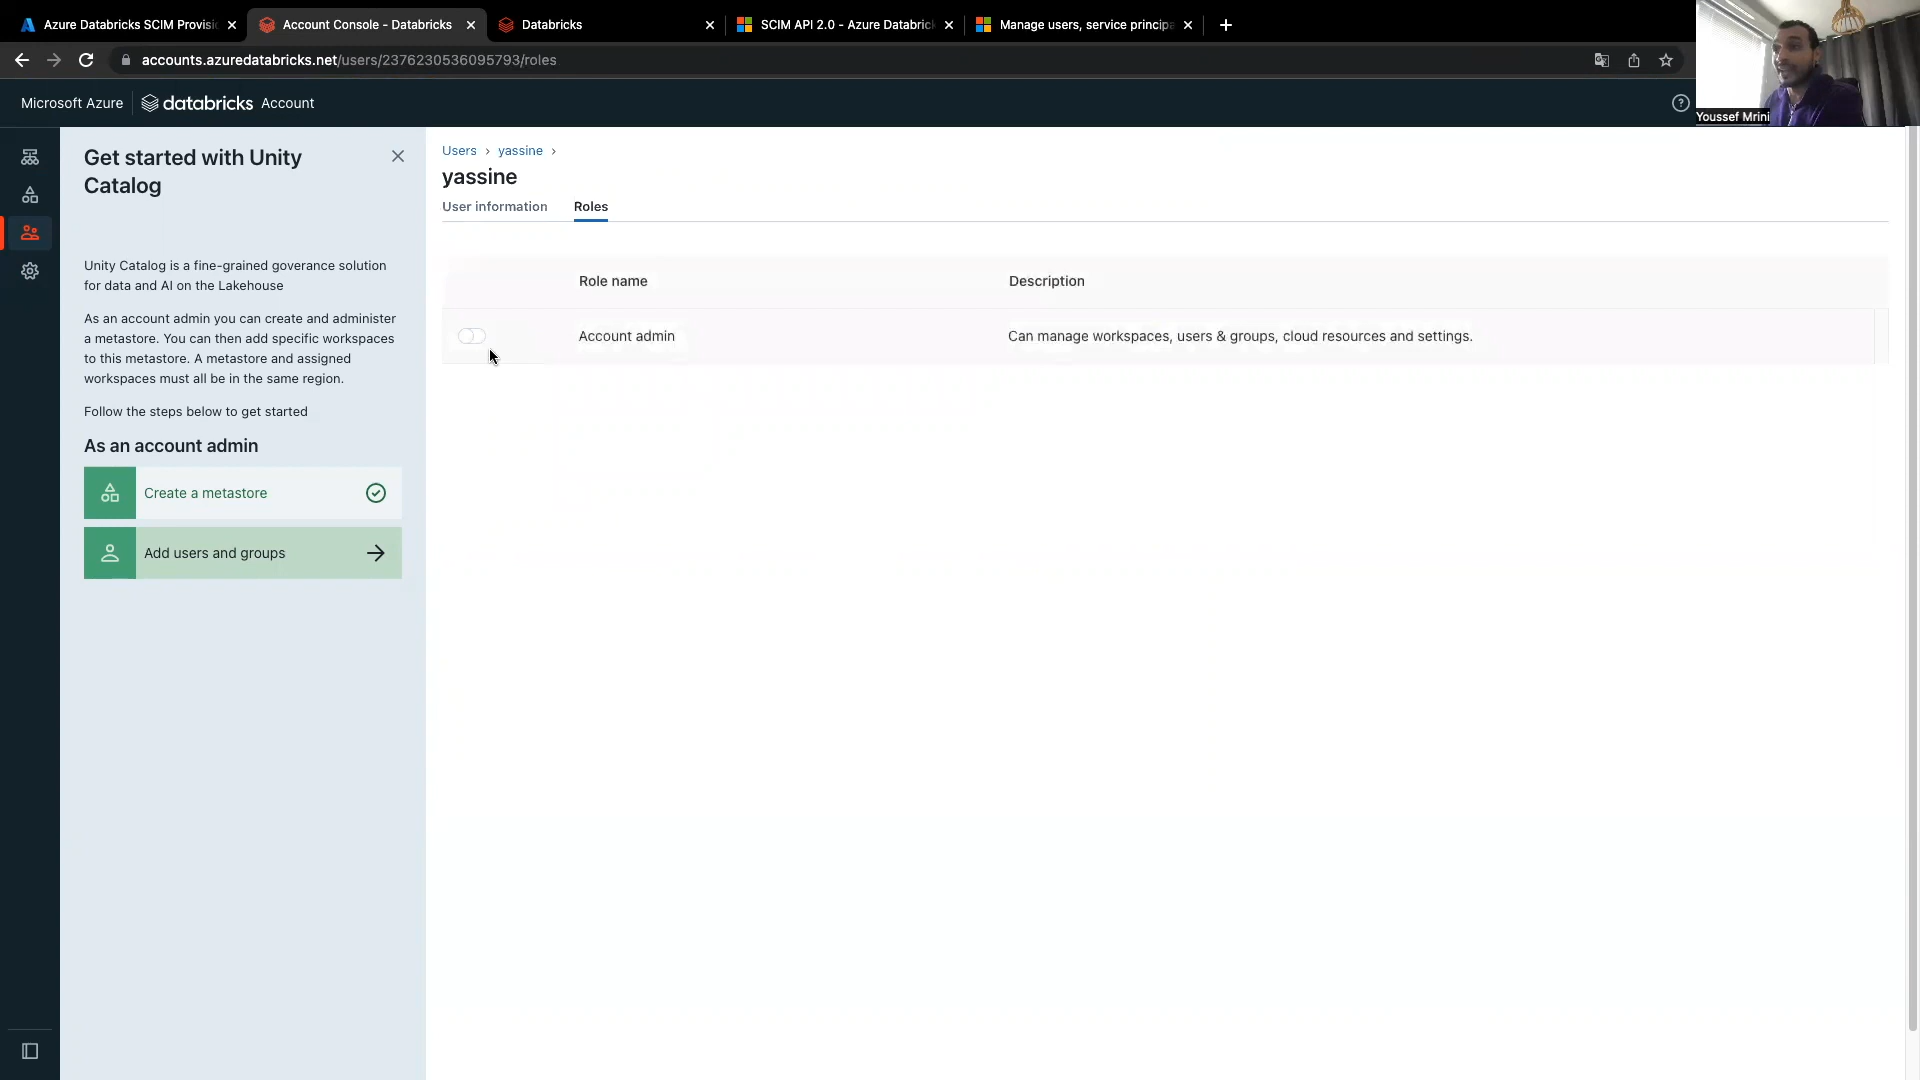 Azure Databricks SCIM Provisi
Account Console - Databricks
Databricks
SCIM API 2.0 - Azure Databric
Manage users, service principa
accounts.azuredatabricks.net/users/2376230536095793/roles
Microsoft Azure
databricks Account
Youssef Mrini
Get started with Unity
Catalog
Unity Catalog is a fine-grained goverance solution
for data and AI on the Lakehouse
As an account admin you can create and administer
a metastore. You can then add specific workspaces
to this metastore. A metastore and assigned
workspaces must all be in the same region.
Follow the steps below to get started
As an account admin
Create a metastore
Add users and groups
Users › yassine ›
yassine
User information
Roles
Role name
Description
Account admin
Can manage workspaces, users & groups, cloud resources and settings.